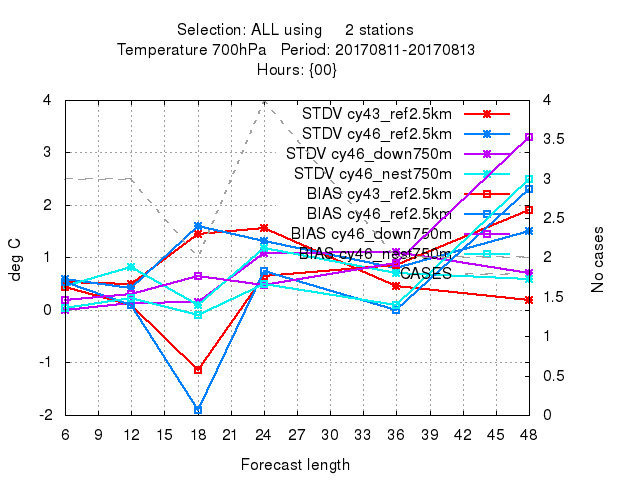 Selection: ALL using 2 stations
Temperature 700hPa Period: 20170811-20170813
Hours: {00}
4 4
STDV cy43_ref2.5km
STDV cy46_ref2.5km
3.5
STDV cy46_down750m
3 3
STDV cy46_nest750m
BIAS cy43_ref2.5km
2 2.5
BIAS cy46_ref2.5km
BIAS cy46_down750m
1 2
BIAS cy46_nest750m
CASES
deg C
No cases
0 1.5
-1 1
0.5
-2 0
6 9 12 15 18 21 24 27 30 33 36 39 42 45 48
Forecast length